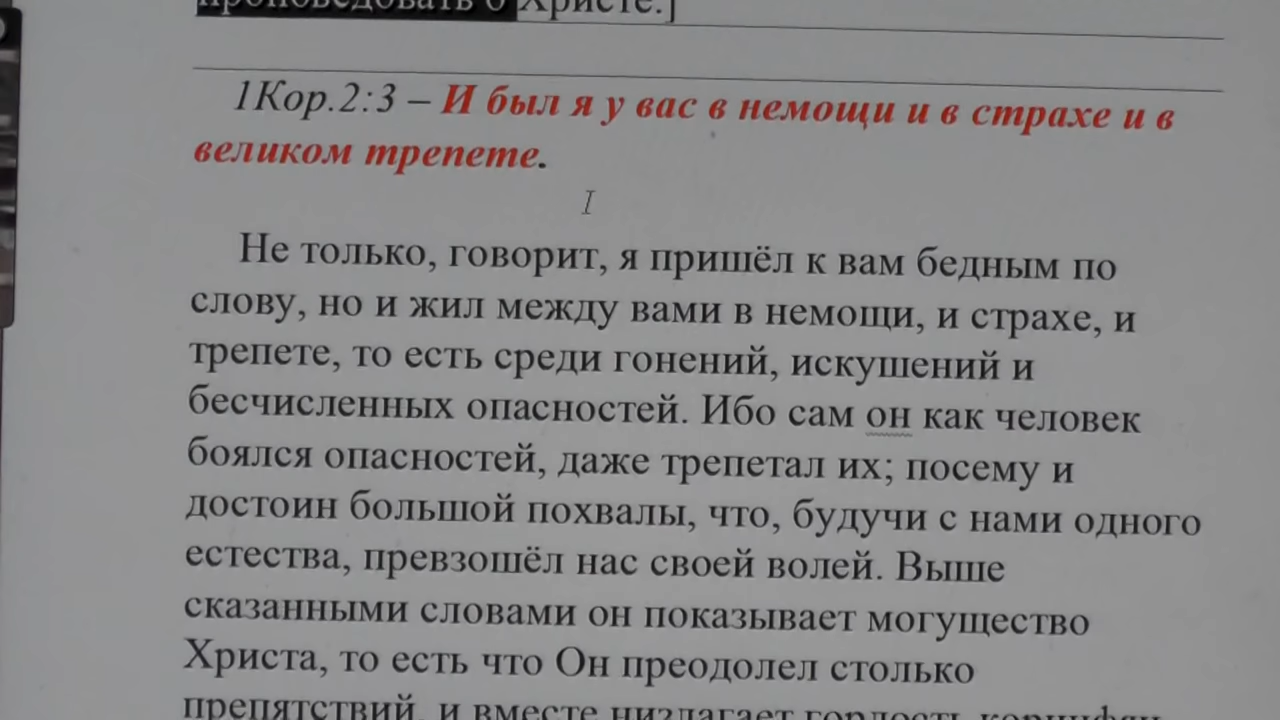 проповедовать о Христе.]
1Кор.2:3 – И был я у вас в немощи и в страхе и в
великом трепете.
Не только, говорит, я пришёл к вам бедным по
слову, но и жил между вами в немощи, и страхе, и
трепете, то есть среди гонений, искушений и
бесчисленных опасностей. Ибо сам он как человек
боялся опасностей, даже трепетал их; посему и
достоин большой похвалы, что, будучи с нами одного
естества, превзошёл нас своей волей. Выше
сказанными словами он показывает могущество
Христа, то есть что Он преодолел столько
препятствий, и вместе низлагает гордость коринфян